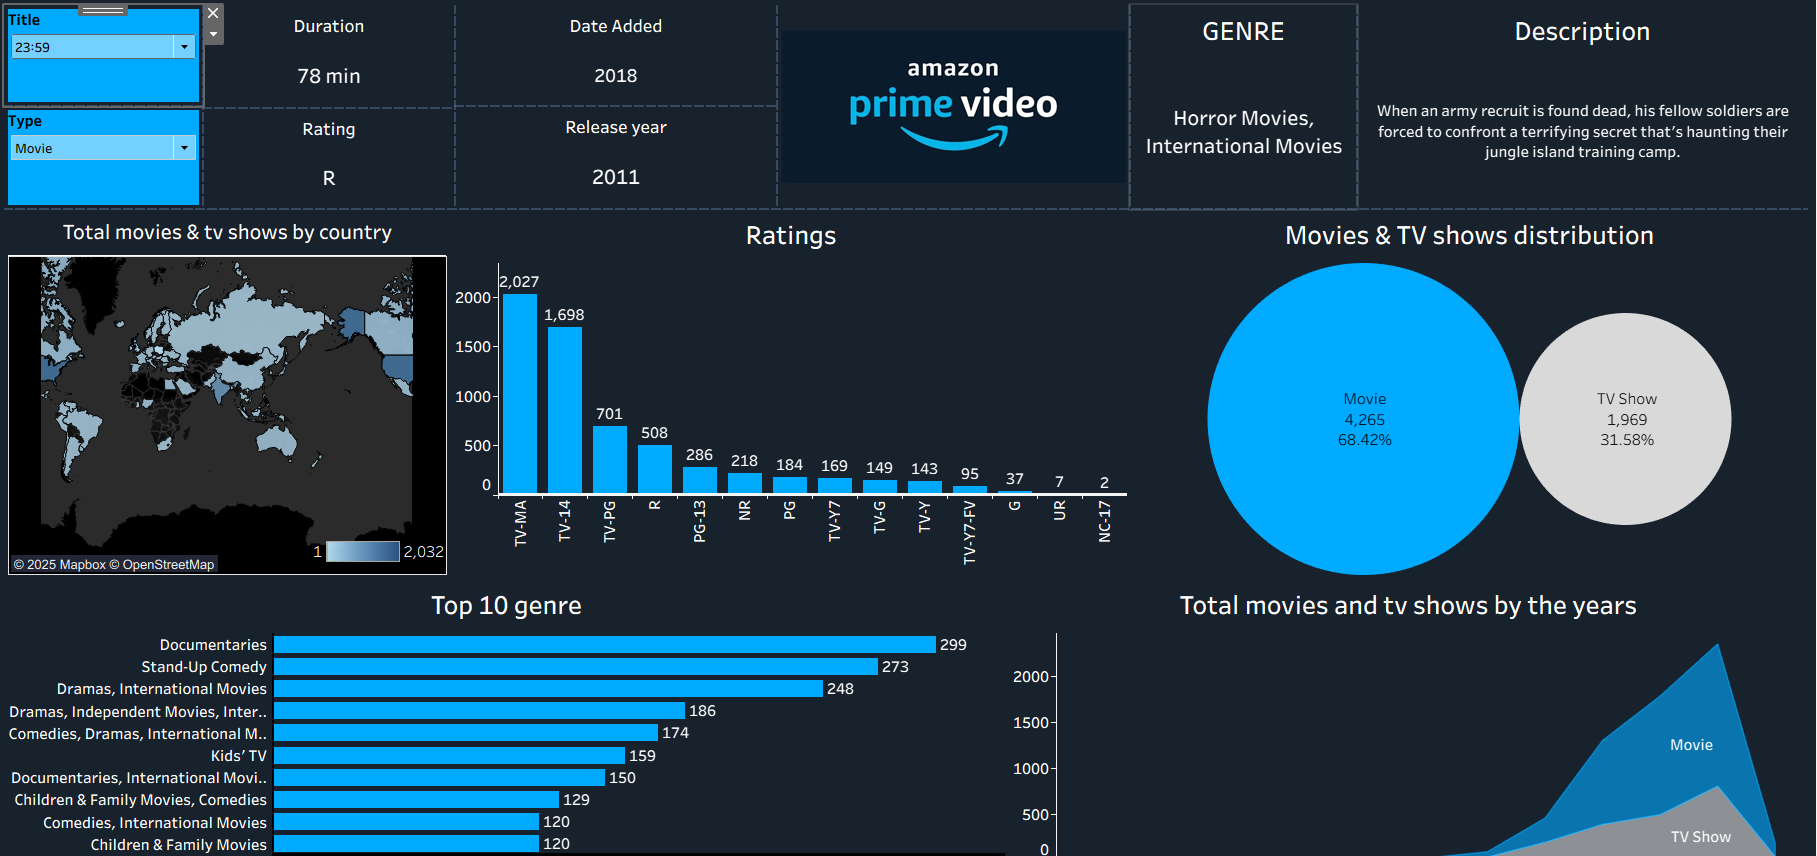 Title
23:59
Type
Movie
Duration
78 min
Rating
R
Date Added
2018
Release year
2011
amazon
prime video
GENRE
Horror Movies,
International Movies
Description
When an army recruit is found dead, his fellow soldiers are
forced to confront a terrifying secret that’s haunting their
jungle island training camp.
Total movies & tv shows by country
1
2,032
© 2025 Mapbox © OpenStreetMap
Ratings
2000
1500
1000
500
0
2,027
1,698
701
508
286
218
184
169
149
143
95
37
7
2
TV-MA
TV-14
TV-PG
R
PG-13
NR
PG
TV-Y7
TV-G
TV-Y
TV-Y7-FV
G
UR
NC-17
Movies & TV shows distribution
Movie
4,265
68.42%
TV Show
1,969
31.58%
Top 10 genre
Documentaries 299
Stand-Up Comedy 273
Dramas, International Movies 248
Dramas, Independent Movies, Inter.. 186
Comedies, Dramas, International M.. 174
Kids’ TV 159
Documentaries, International Movi.. 150
Children & Family Movies, Comedies 129
Comedies, International Movies 120
Children & Family Movies 120
Total movies and tv shows by the years
2000
1500
1000
500
0
Movie
TV Show